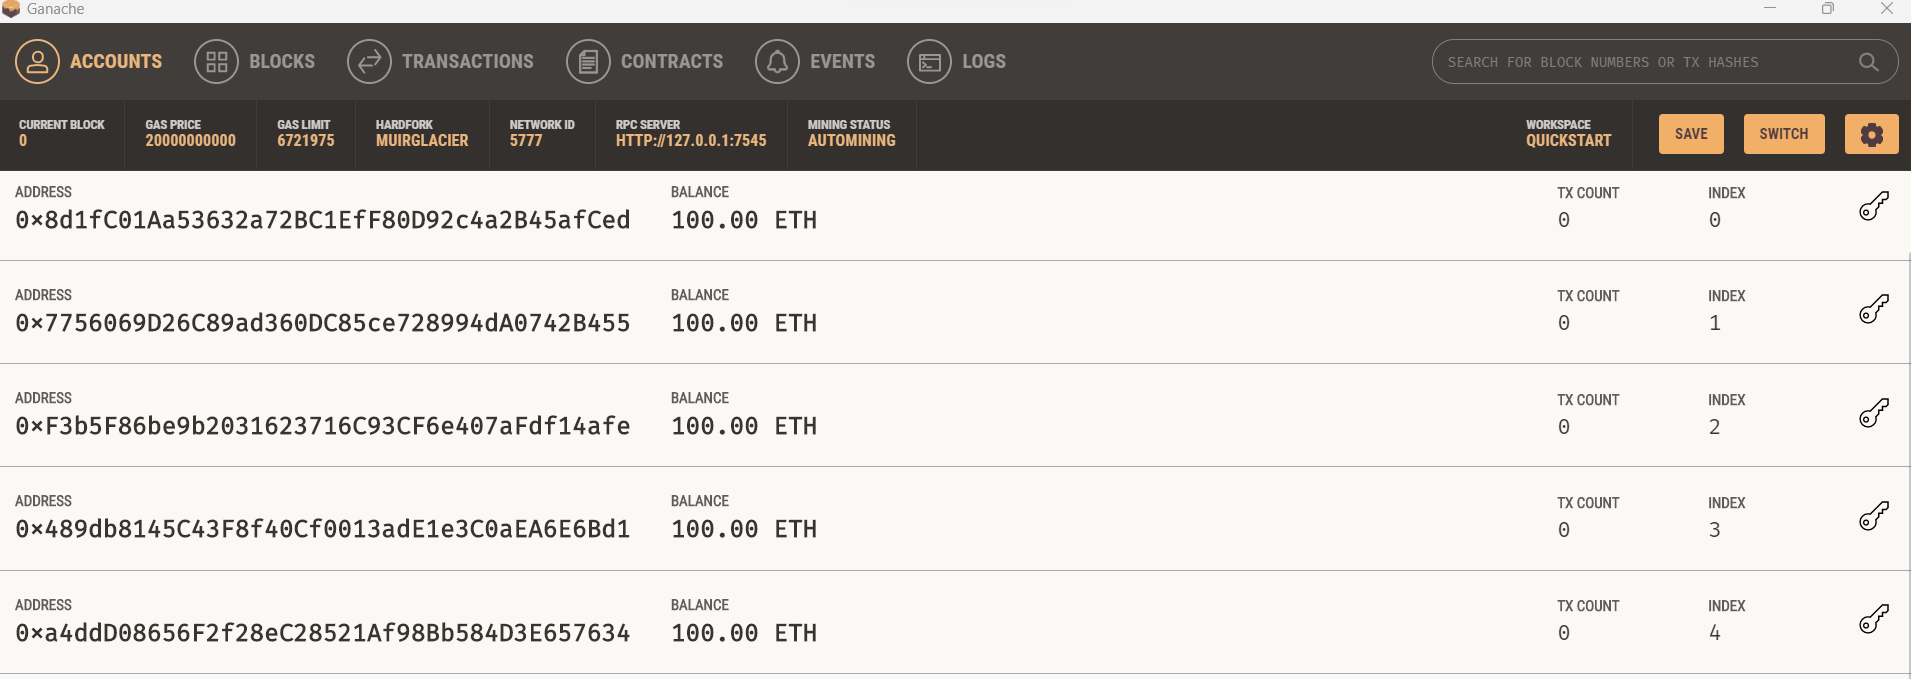 Ganache
ACCOUNTS BLOCKS TRANSACTIONS CONTRACTS EVENTS LOGS SEARCH FOR BLOCK NUMBERS OR TX HASHES
CURRENT BLOCK GAS PRICE GAS LIMIT HARDFORK NETWORK ID RPC SERVER MINING STATUS WORKSPACE
0 20000000000 6721975 MUIRGLACIER 5777 HTTP://127.0.0.1:7545 AUTOMINING QUICKSTART SAVE SWITCH
ADDRESS BALANCE TX COUNT INDEX
0×8d1fC01Aa53632a72BC1EfF80D92c4a2B45afCed 100.00 ETH 0 0
ADDRESS BALANCE TX COUNT INDEX
0×7756069D26C89ad360DC85ce728994dA0742B455 100.00 ETH 0 1
ADDRESS BALANCE TX COUNT INDEX
0×F3b5F86be9b2031623716C93CF6e407aFdf14afe 100.00 ETH 0 2
ADDRESS BALANCE TX COUNT INDEX
0×489db8145C43F8f40Cf0013adE1e3C0aEA6E6Bd1 100.00 ETH 0 3
ADDRESS BALANCE TX COUNT INDEX
0×a4ddD08656F2f28eC28521Af98Bb584D3E657634 100.00 ETH 0 4